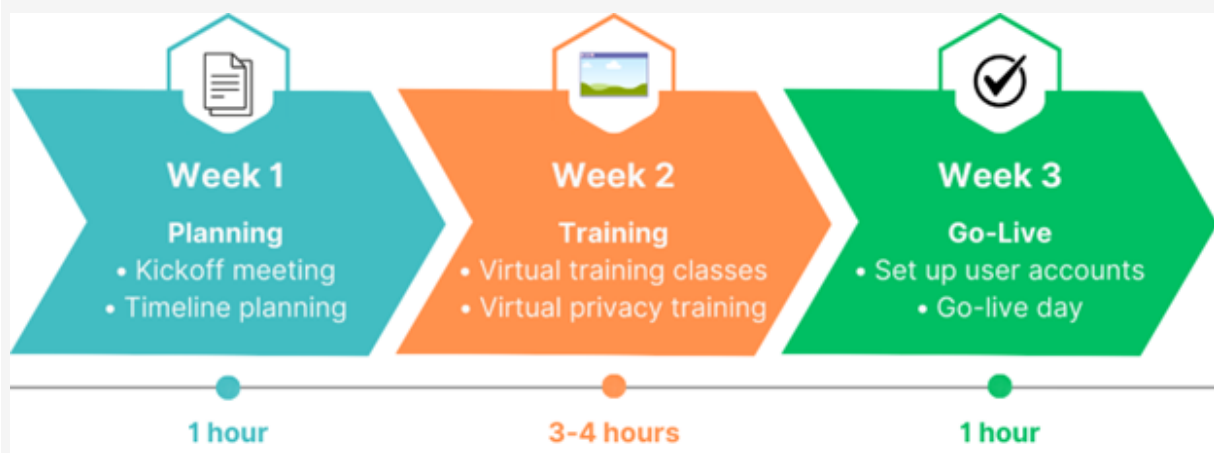 Week 1
Planning
• Kickoff meeting
• Timeline planning
1 hour
Week 2
Training
• Virtual training classes
• Virtual privacy training
3-4 hours
Week 3
Go-Live
• Set up user accounts
• Go-live day
1 hour